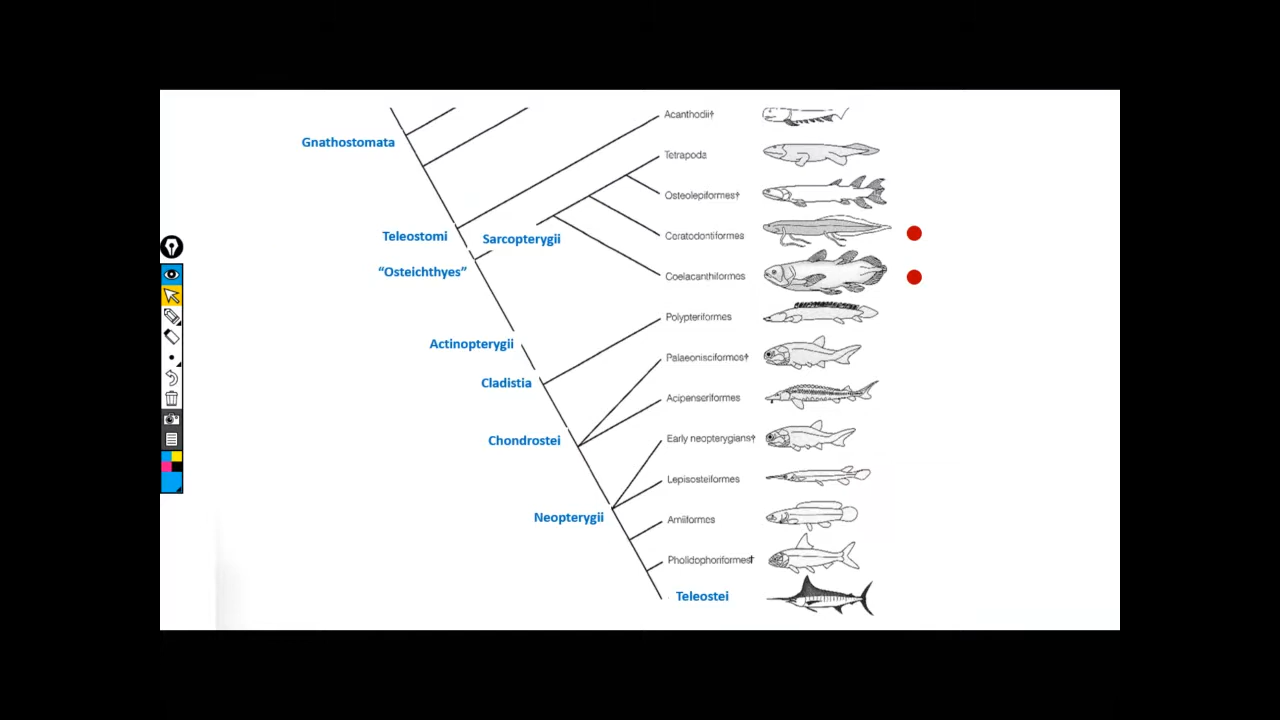 Acanthodii†
Gnathostomata
Tetrapoda
Osteolepiformes†
Teleostomi
Sarcopterygii
Ceratodontiformes
"Osteichthyes"
Coelacanthiformes
Polypteriformes
Actinopterygii
Palaeonisciformes†
Cladistia
Acipenseriformes
Chondrostei
Early neopterygians†
Lepisosteiformes
Neopterygii
Amiiformes
Pholidophoriformes†
Teleostei